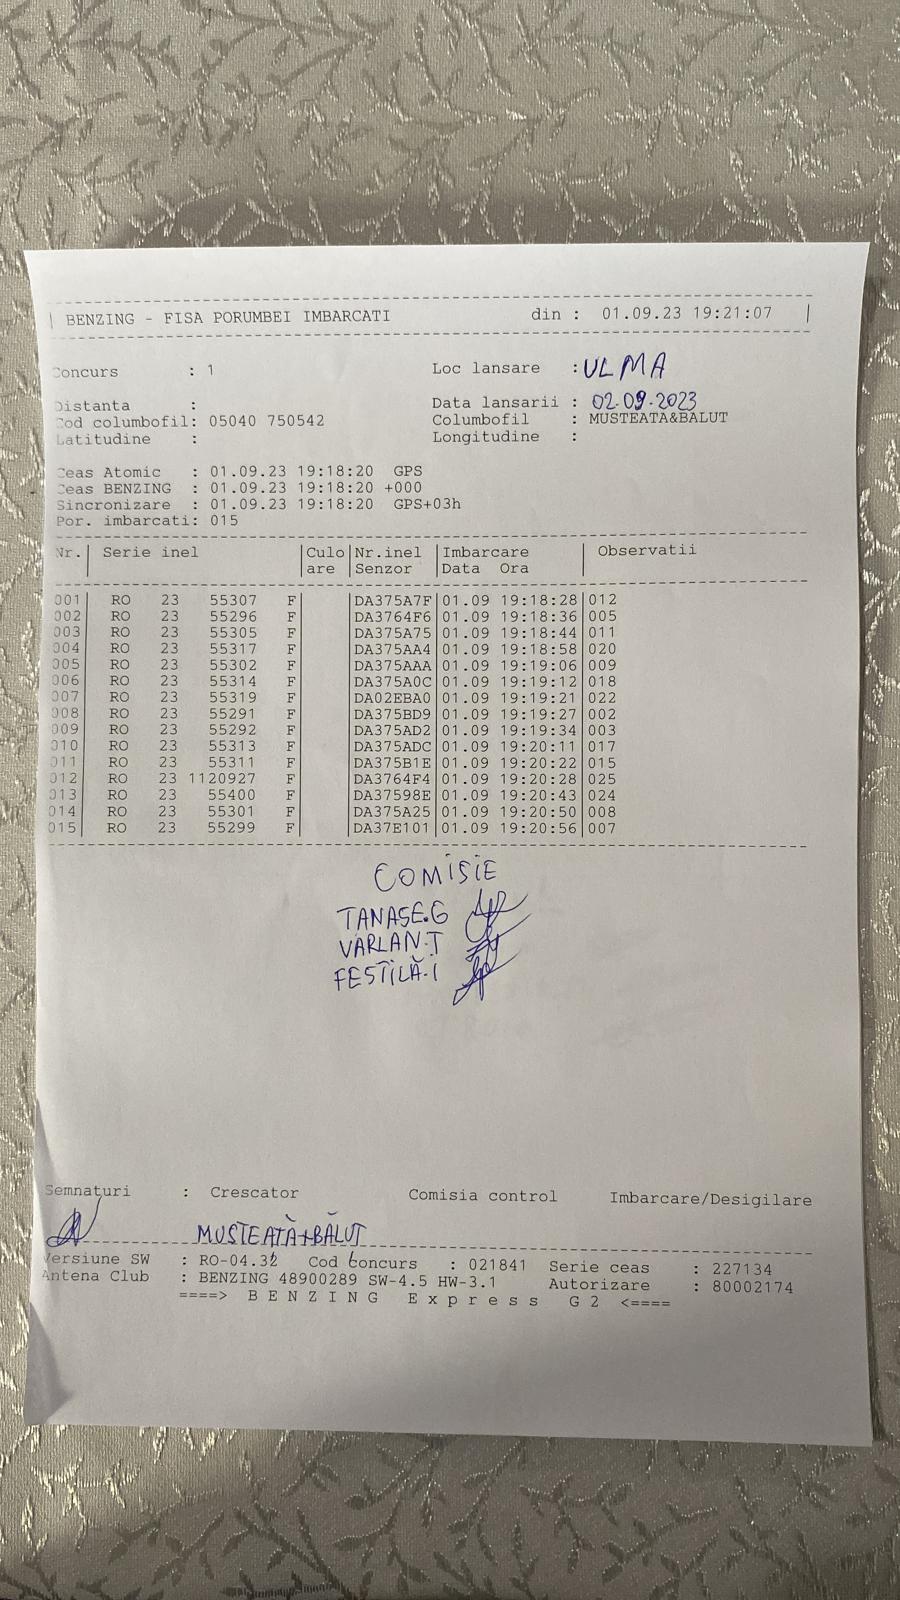 | BENZING - FISA PORUMBEI IMBARCATI din : 01.09.23 19:21:07 |
Concurs : 1 Loc lansare : ULMA
Distanta : Data lansarii : 02.09.2023
Cod columbofil: 05040 750542 Columbofil : MUSTEATA&BALUT
Latitudine : Longitudine :
Ceas Atomic : 01.09.23 19:18:20 GPS
Ceas BENZING : 01.09.23 19:18:20 +000
Sincronizare : 01.09.23 19:18:20 GPS+03h
Por. imbarcati: 015
Nr.| Serie inel |Culo|Nr.inel |Imbarcare | Observatii
|are |Senzor |Data Ora |
001| RO 23 55307 F| |DA375A7F|01.09 19:18:28|012
002| RO 23 55296 F| |DA3764F6|01.09 19:18:36|005
003| RO 23 55305 F| |DA375A75|01.09 19:18:44|011
004| RO 23 55317 F| |DA375AA4|01.09 19:18:58|020
005| RO 23 55302 F| |DA375AAA|01.09 19:19:06|009
006| RO 23 55314 F| |DA375A0C|01.09 19:19:12|018
007| RO 23 55319 F| |DA02EBA0|01.09 19:19:21|022
008| RO 23 55291 F| |DA375BD9|01.09 19:19:27|002
009| RO 23 55292 F| |DA375AD2|01.09 19:19:34|003
010| RO 23 55313 F| |DA375ADC|01.09 19:20:11|017
011| RO 23 55311 F| |DA375B1E|01.09 19:20:22|015
012| RO 23 1120927 F| |DA3764F4|01.09 19:20:28|025
013| RO 23 55400 F| |DA37598E|01.09 19:20:43|024
014| RO 23 55301 F| |DA375A25|01.09 19:20:50|008
015| RO 23 55299 F| |DA37E101|01.09 19:20:56|007
COMISIE
TANASE.G
VARLAN.T
FESTILĂ.I
Semnaturi : Crescator Comisia control Imbarcare/Desigilare
MUSTEATĂ+BĂLUT
Versiune SW : RO-04.32 Cod concurs : 021841 Serie ceas : 227134
Antena Club : BENZING 48900289 SW-4.5 HW-3.1 Autorizare : 80002174
====> B E N Z I N G E x p r e s s G 2 <====